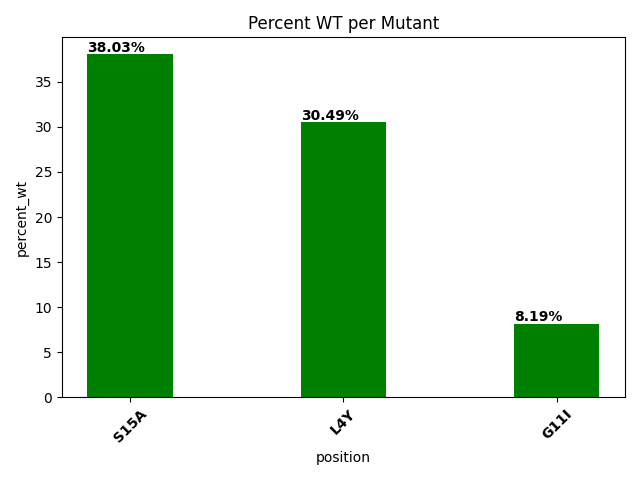 Percent WT per Mutant
38.03%
30.49%
8.19%
percent_wt
35
30
25
20
15
10
5
0
S15A
L4Y
G11I
position